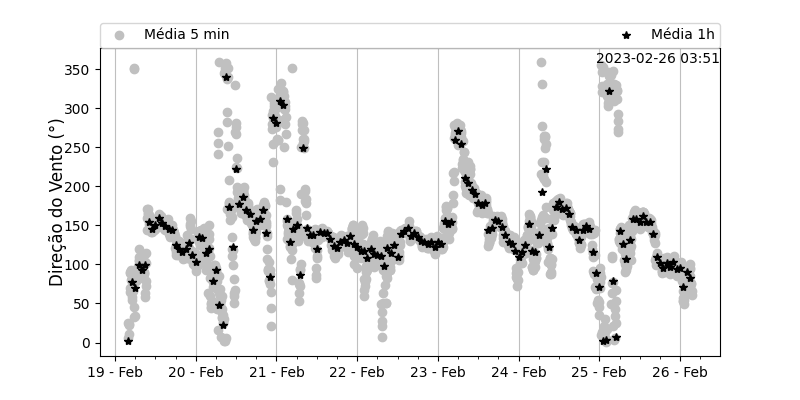 Média 5 min
Média 1h
2023-02-26 03:51
Direção do Vento (°)
350
300
250
200
150
100
50
0
19 - Feb
20 - Feb
21 - Feb
22 - Feb
23 - Feb
24 - Feb
25 - Feb
26 - Feb